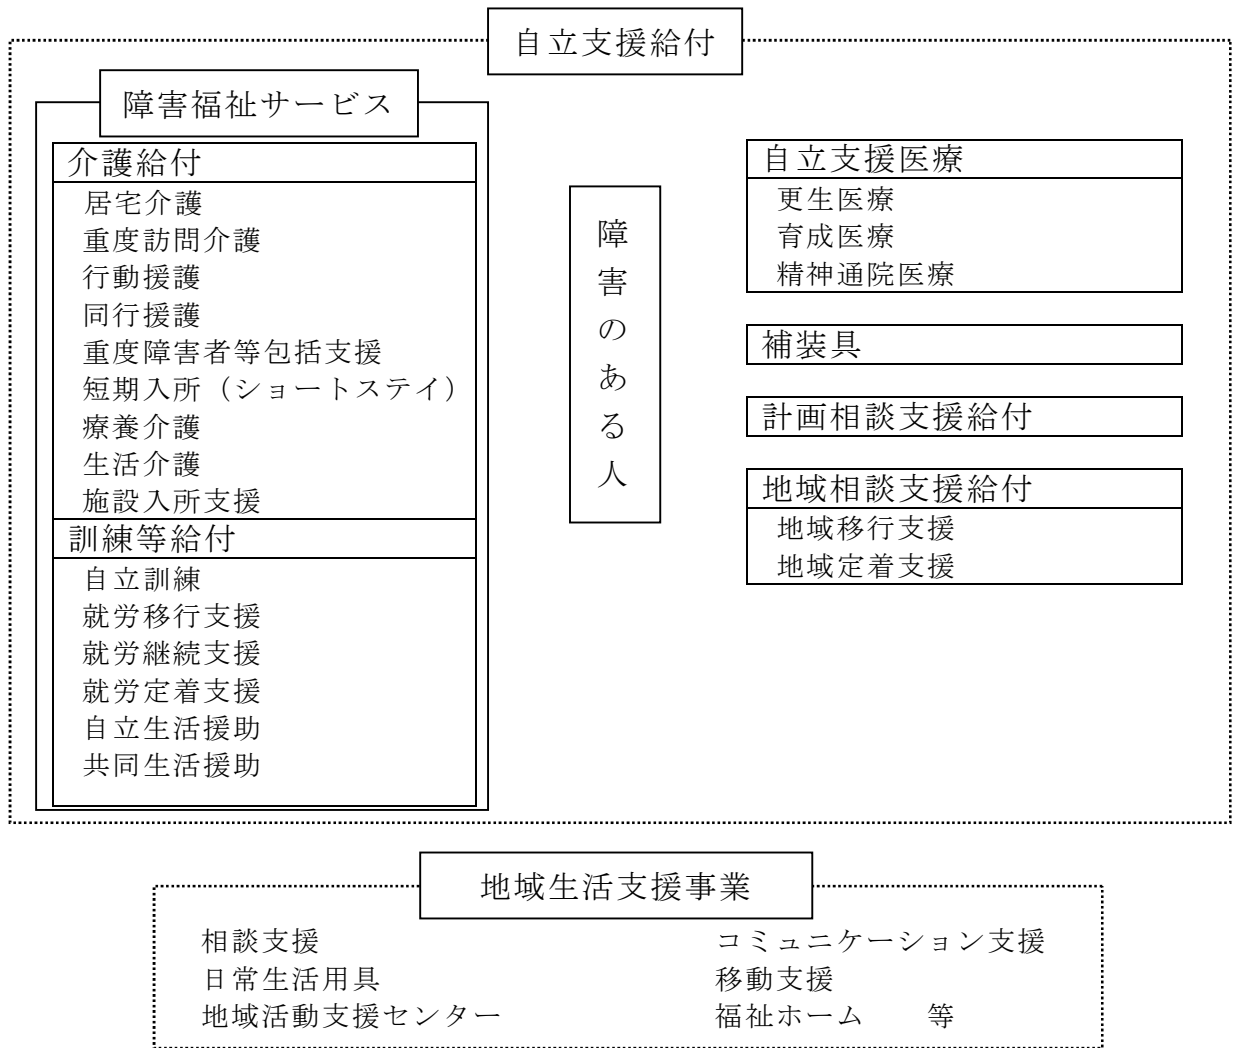 自立支援給付
障害福祉サービス
介護給付
居宅介護
重度訪問介護
行動援護
同行援護
重度障害者等包括支援
短期入所（ショートステイ）
療養介護
生活介護
施設入所支援
訓練等給付
自立訓練
就労移行支援
就労継続支援
就労定着支援
自立生活援助
共同生活援助
障害のある人
自立支援医療
更生医療
育成医療
精神通院医療
補装具
計画相談支援給付
地域相談支援給付
地域移行支援
地域定着支援
地域生活支援事業
相談支援
日常生活用具
地域活動支援センター
コミュニケーション支援
移動支援
福祉ホーム　　等